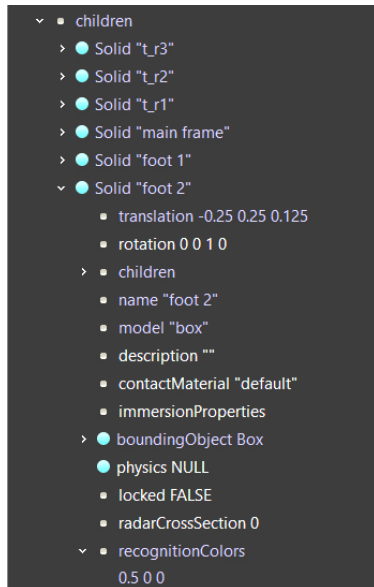 children
Solid "t_r3"
Solid "t_r2"
Solid "t_r1"
Solid "main frame"
Solid "foot 1"
Solid "foot 2"
translation -0.25 0.25 0.125
rotation 0 0 1 0
children
name "foot 2"
model "box"
description ""
contactMaterial "default"
immersionProperties
boundingObject Box
physics NULL
locked FALSE
radarCrossSection 0
recognitionColors
0.5 0 0